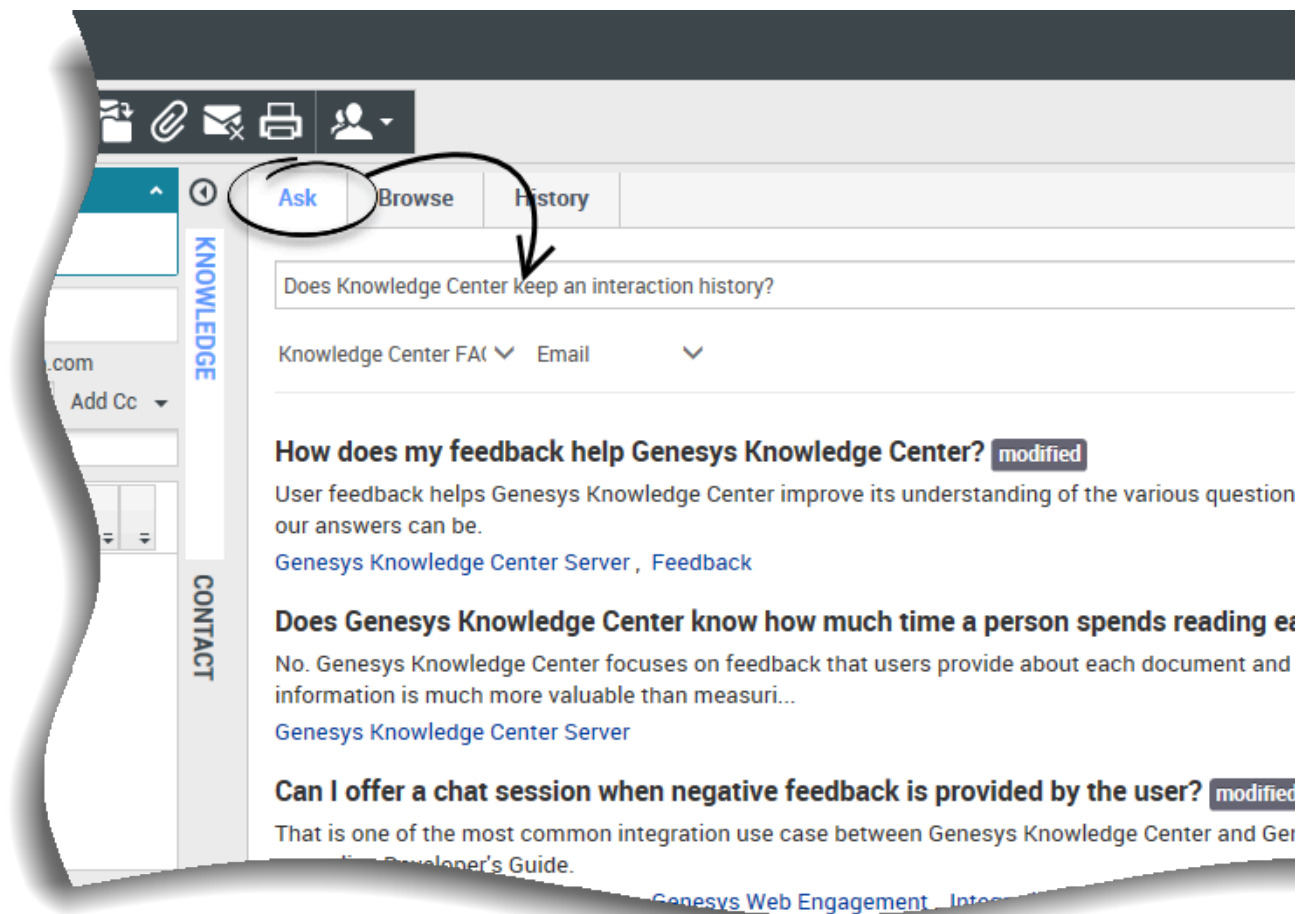 Ask Browse History
KNOWLEDGE
CONTACT
.com
Add Cc
Does Knowledge Center keep an interaction history?
Knowledge Center FA Email
How does my feedback help Genesys Knowledge Center? modified
User feedback helps Genesys Knowledge Center improve its understanding of the various question
our answers can be.
Genesys Knowledge Center Server , Feedback
Does Genesys Knowledge Center know how much time a person spends reading ea
No. Genesys Knowledge Center focuses on feedback that users provide about each document and
information is much more valuable than measuri...
Genesys Knowledge Center Server
Can I offer a chat session when negative feedback is provided by the user? modified
That is one of the most common integration use case between Genesys Knowledge Center and Ger
Developer's Guide.
Genesys Web Engagement